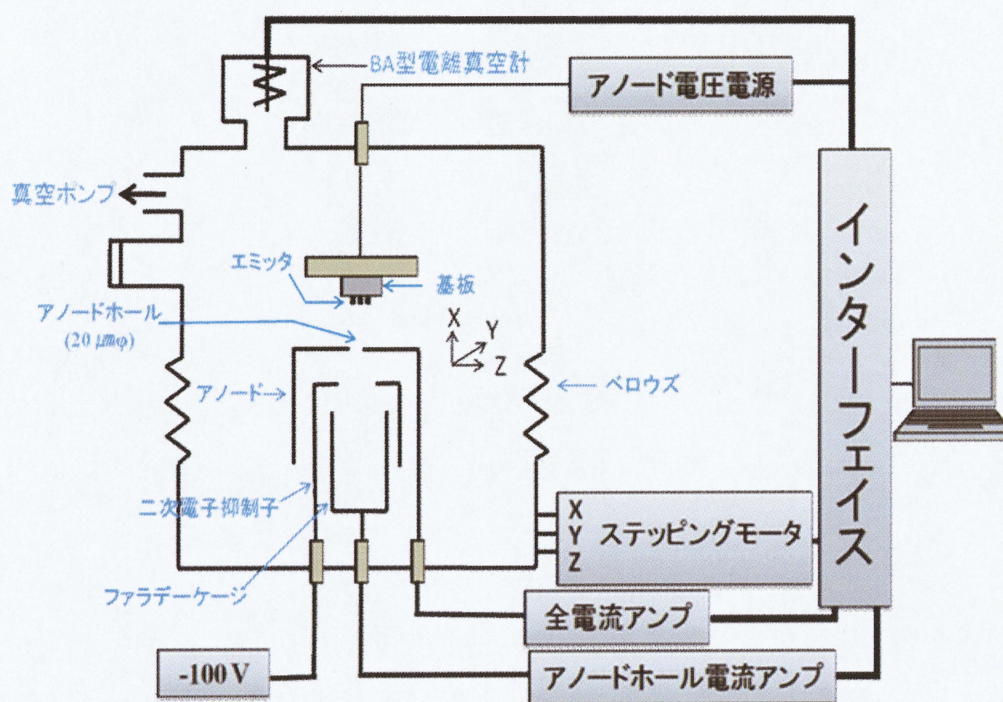 BA型電離真空計
アノード電圧電源
真空ポンプ
インターフェイス
エミッタ
基板
アノードホール
(20 μmφ)
X
Y
Z
アノード
ベロウズ
二次電子抑制子
X
Y
Z
ステッピングモータ
ファラデーケージ
全電流アンプ
-100 V
アノードホール電流アンプ